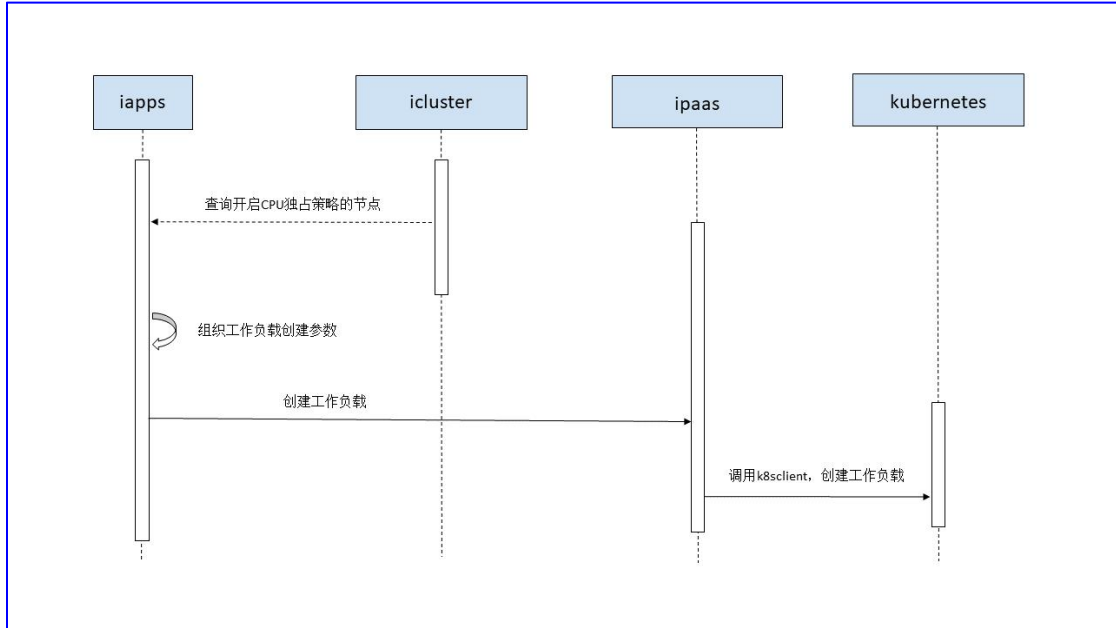 iapps
icluster
ipaas
kubernetes
查询开启CPU独占策略的节点
组织工作负载创建参数
创建工作负载
调用k8sclient，创建工作负载